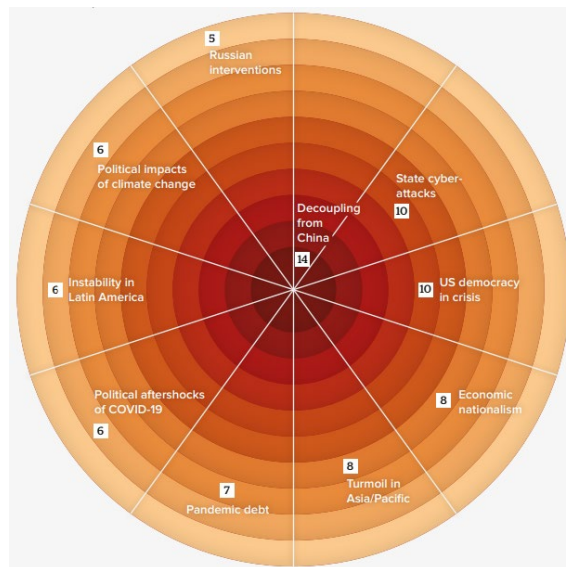 5
Russian
interventions
6
Political impacts
of climate change
State cyber-
attacks
10
Decoupling
from
China
14
6
Instability in
Latin America
10
US democracy
in crisis
Political aftershocks
of COVID-19
6
8
Economic
nationalism
8
Turmoil in
Asia/Pacific
7
Pandemic debt